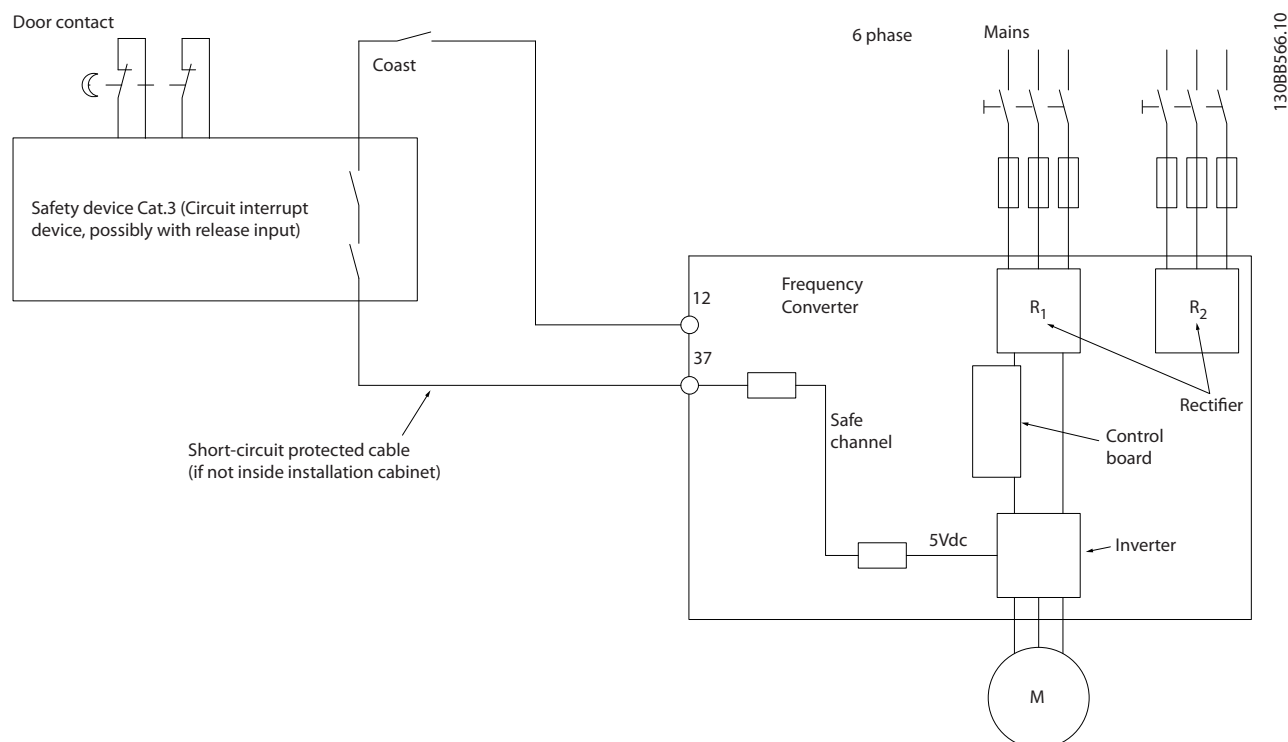 Door contact
Coast
6 phase
Mains
130BB566.10
Safety device Cat.3 (Circuit interrupt
device, possibly with release input)
12
Frequency
Converter
R1
R2
37
Rectifier
Safe
channel
Control
board
Short-circuit protected cable
(if not inside installation cabinet)
5Vdc
Inverter
M